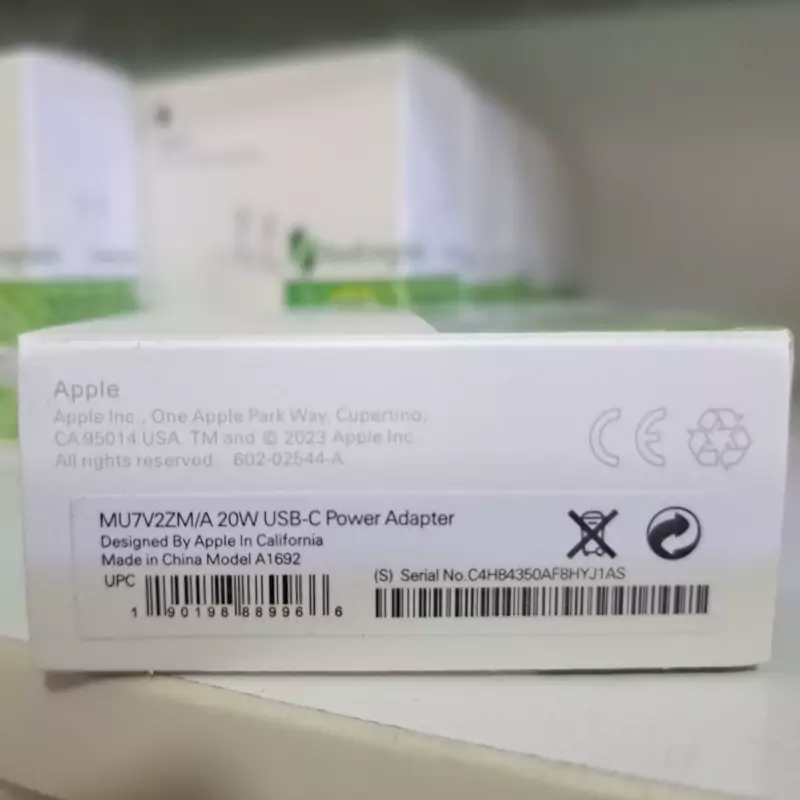 Apple
Apple Inc., One Apple Park Way, Cupertino,
CA 95014 USA. TM and © 2023 Apple Inc.
All rights reserved. 602-02544-A
CE
MU7V2ZM/A 20W USB-C Power Adapter
Designed By Apple In California
Made in China Model A1692
UPC
1 90198 88996 6
(S) Serial No.C4H84350AF8HYJ1AS